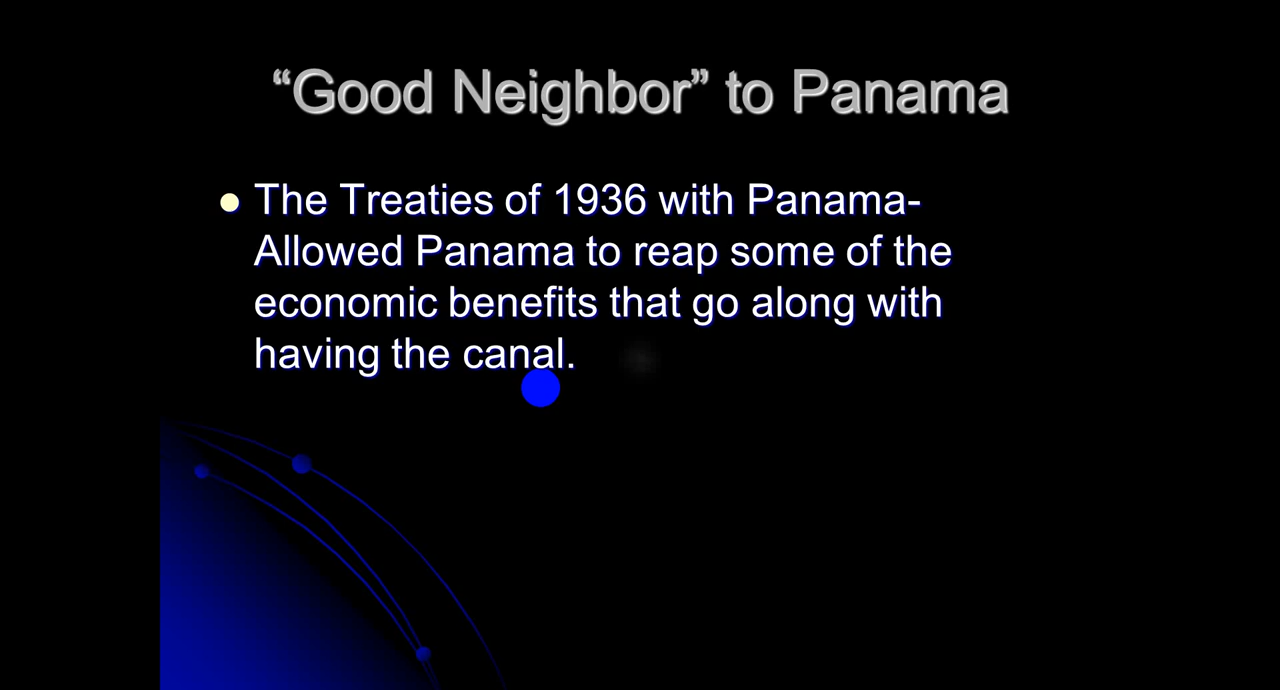 “Good Neighbor” to Panama
The Treaties of 1936 with Panama-
Allowed Panama to reap some of the
economic benefits that go along with
having the canal.